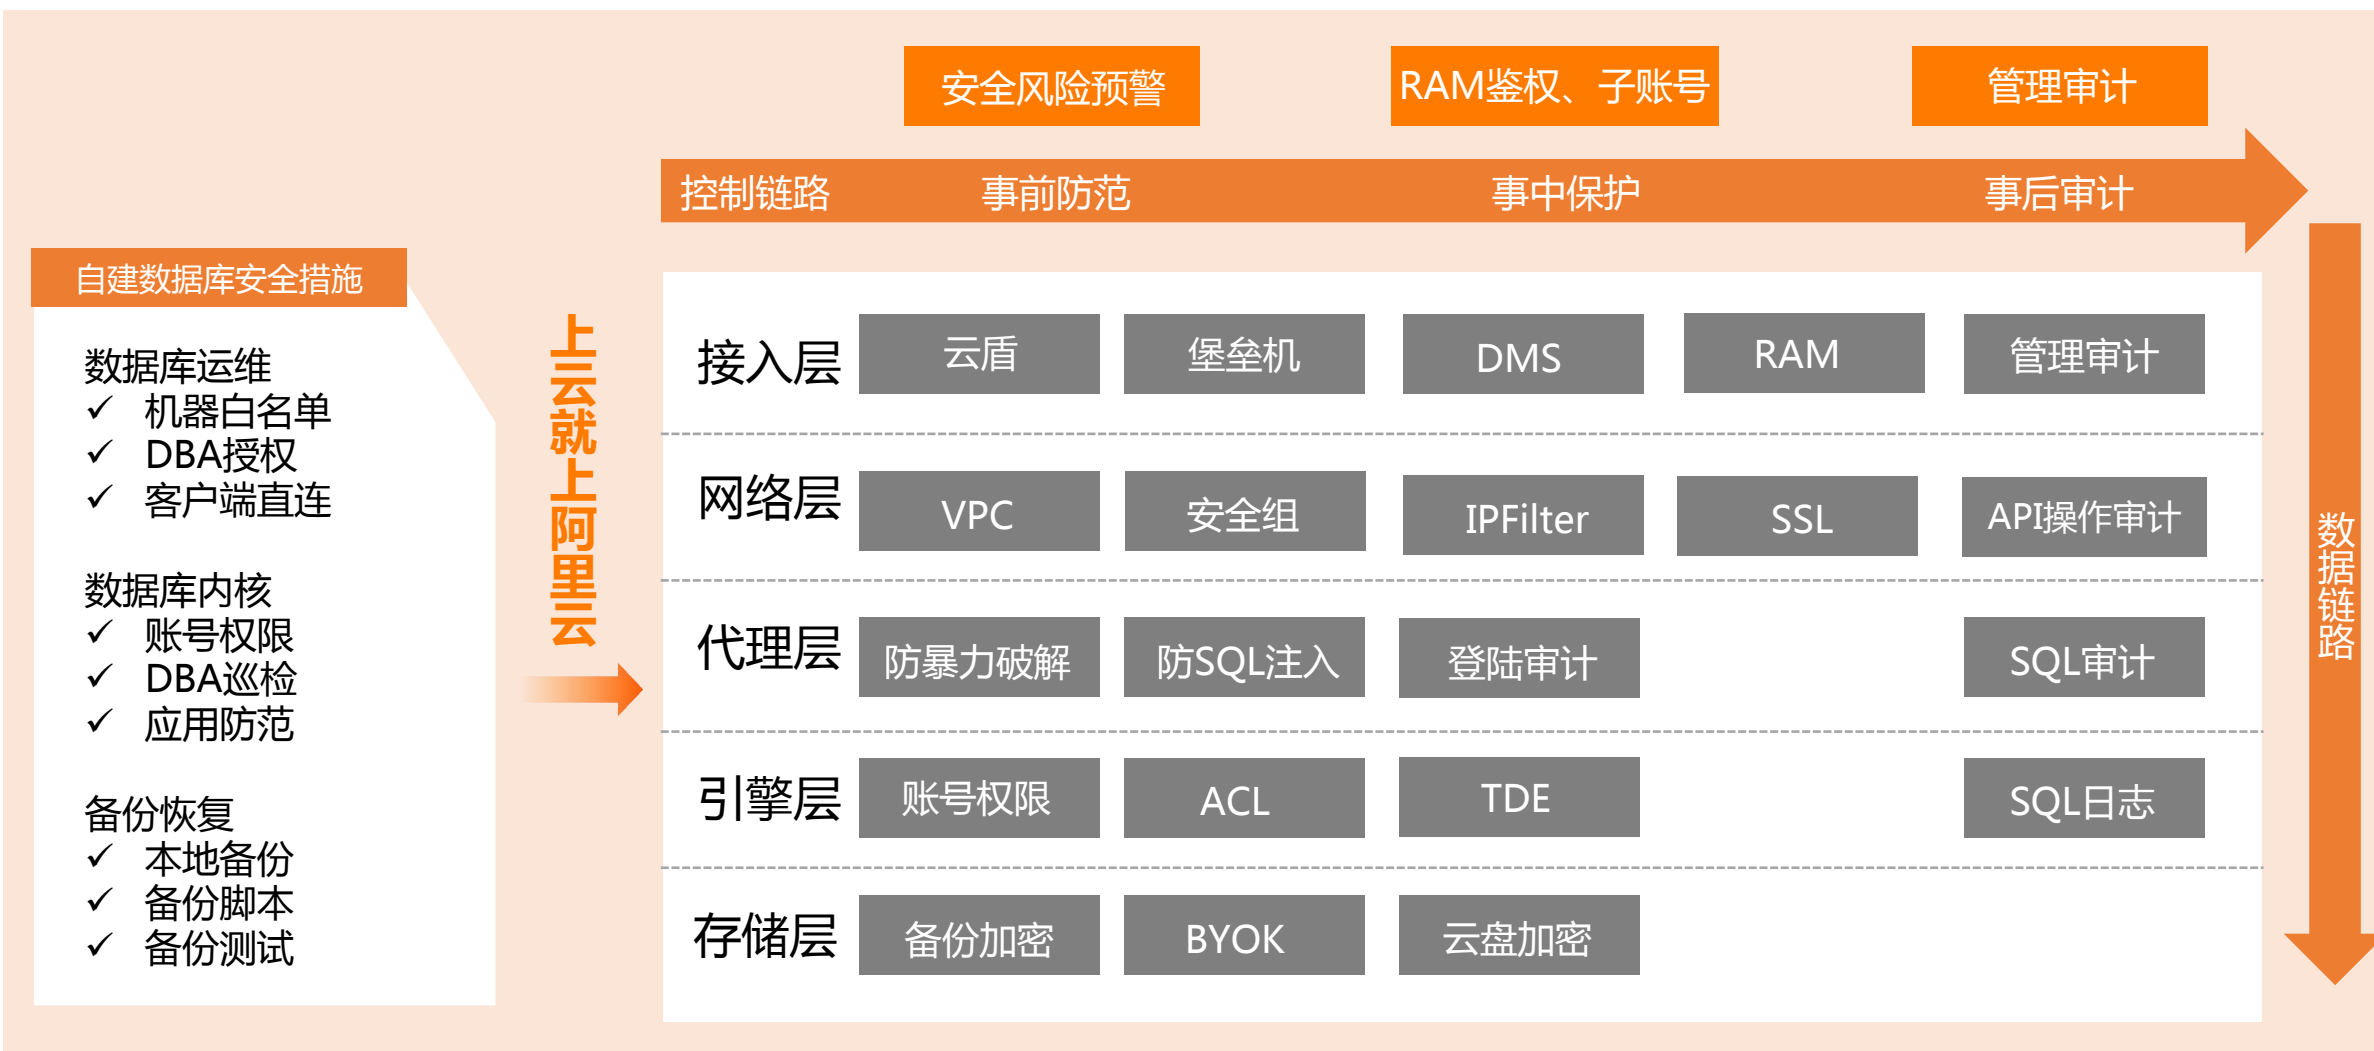 安全风险预警
RAM鉴权、子账号
管理审计
控制链路
事前防范
事中保护
事后审计
自建数据库安全措施
数据库运维
✓ 机器白名单
✓ DBA授权
✓ 客户端直连
数据库内核
✓ 账号权限
✓ DBA巡检
✓ 应用防范
备份恢复
✓ 本地备份
✓ 备份脚本
✓ 备份测试
上云就上阿里云
接入层
云盾
堡垒机
DMS
RAM
管理审计
网络层
VPC
安全组
IPFilter
SSL
API操作审计
代理层
防暴力破解
防SQL注入
登陆审计
SQL审计
引擎层
账号权限
ACL
TDE
SQL日志
存储层
备份加密
BYOK
云盘加密
数据链路